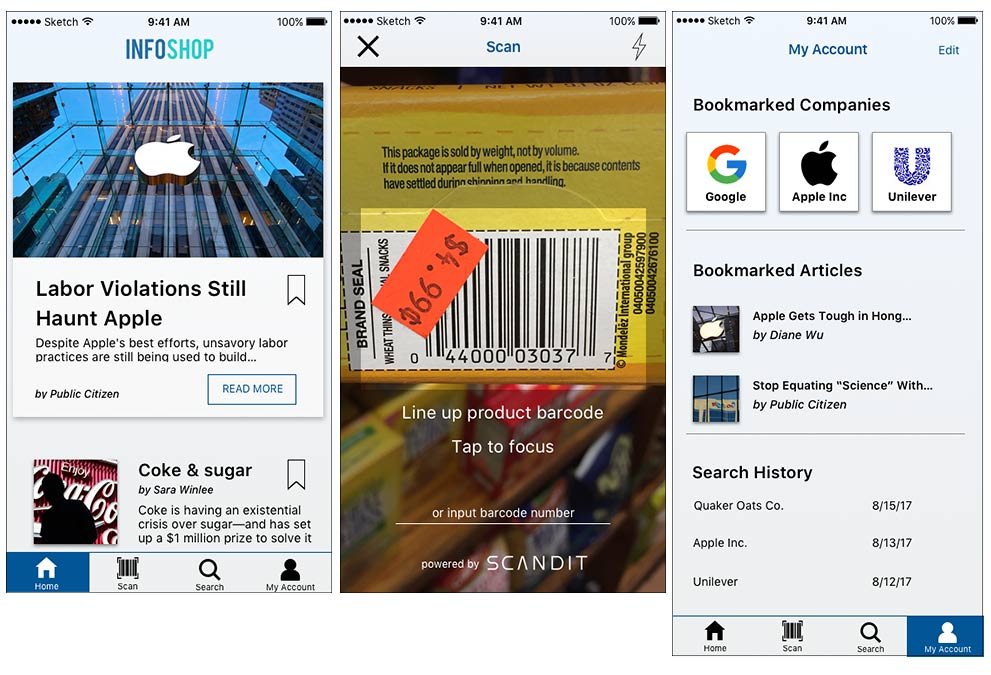 Sketch 9:41 AM 100%
INFOSHOP
Labor Violations Still
Haunt Apple
Despite Apple's best efforts, unsavory labor
practices are still being used to build...
by Public Citizen
READ MORE
Enjoy
Coca-Cola
Coke & sugar
by Sara Winlee
Coke is having an existential
crisis over sugar—and has set
up a $1 million prize to solve it
Home
Scan
Search
My Account
Sketch 9:41 AM 100%
Scan
SNACKS
NET WT
This package is sold by weight, not by volume.
If it does not appear full when opened, it is because contents
have settled during shipping and handling.
BRAND SEAL
WHEAT THINS
SNACKS
$4.99
0 44000 03037 7
© Mondelēz International group
040050042597900
040050042676100
Line up product barcode
Tap to focus
or input barcode number
powered by SCANDIT
Sketch 9:41 AM 100%
My Account
Edit
Bookmarked Companies
Google
Apple Inc
Unilever
Bookmarked Articles
Apple Gets Tough in Hong...
by Diane Wu
Stop Equating “Science” With...
by Public Citizen
Search History
Quaker Oats Co. 8/15/17
Apple Inc. 8/13/17
Unilever 8/12/17
Home
Scan
Search
My Account